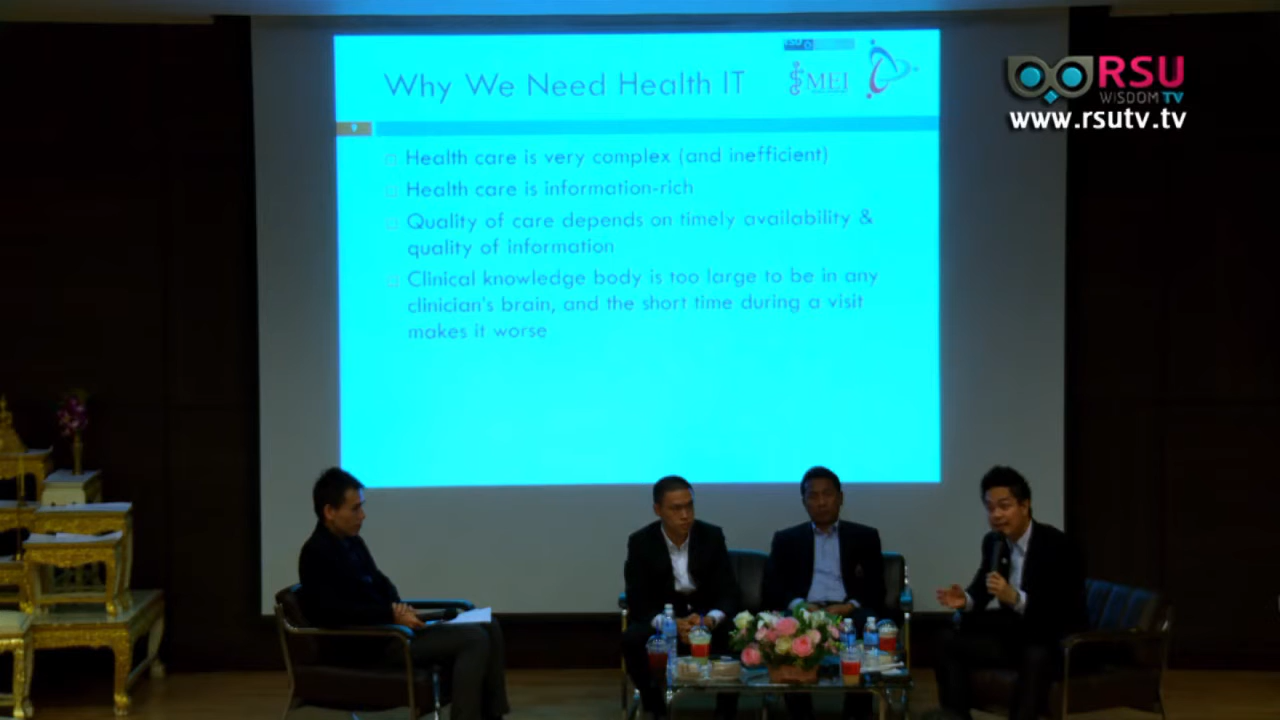 Why We Need Health IT
MEI
RSU
WISDOM TV
www.rsutv.tv
9
Health care is very complex (and inefficient)
Health care is information-rich
Quality of care depends on timely availability &
quality of information
Clinical knowledge body is too large to be in any
clinician's brain, and the short time during a visit
makes it worse